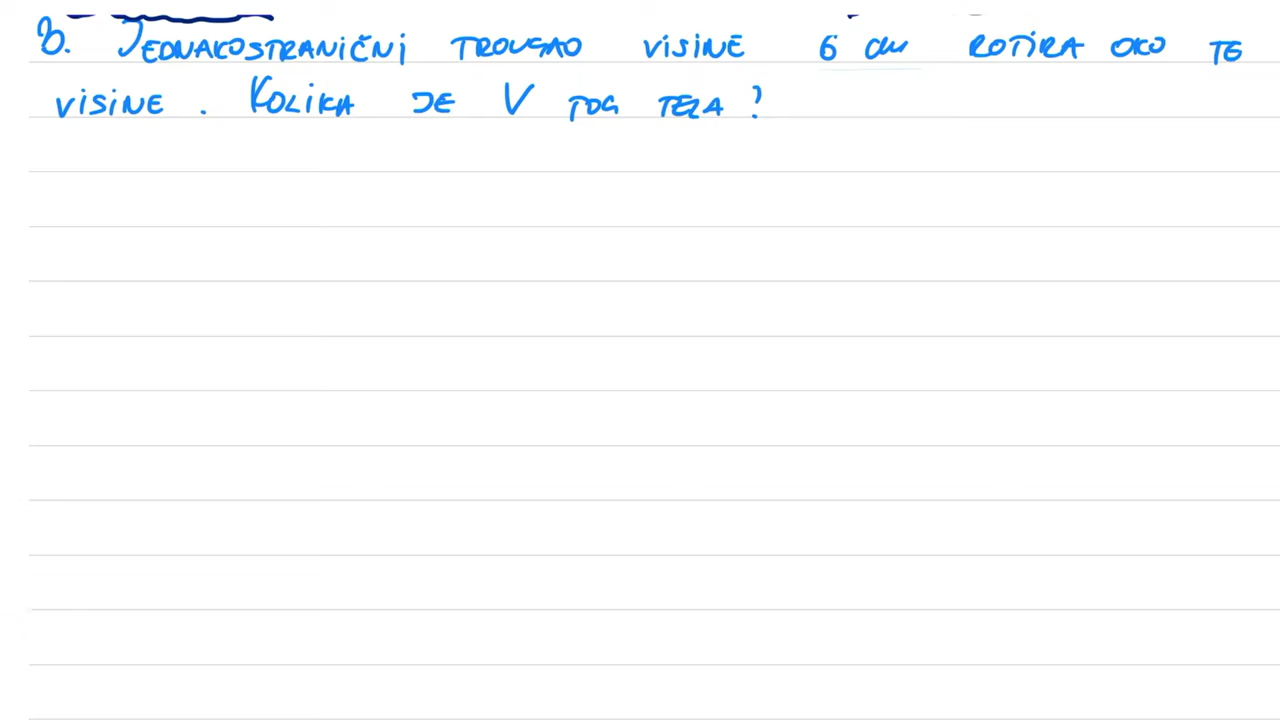 8. JEDNAKOSTRANIČNI TROUGAO VISINE 6 cm ROTIRA OKO TE
VISINE. KOLIKA JE V TOG TELA?